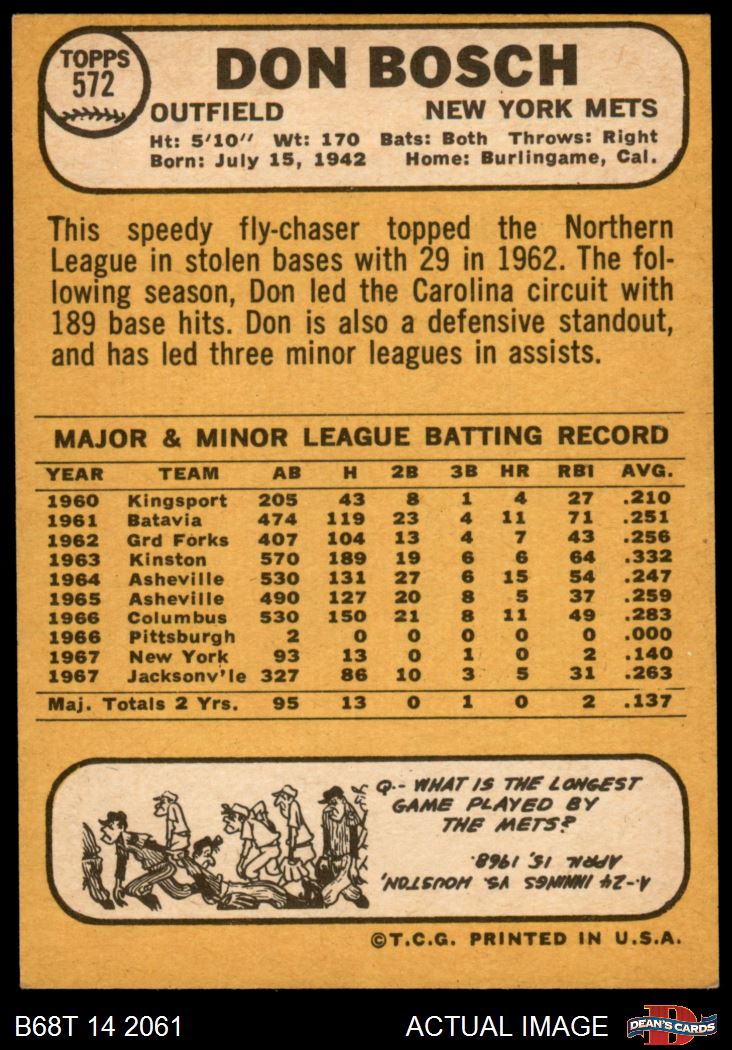 TOPPS
572
DON BOSCH
OUTFIELD NEW YORK METS
Ht: 5'10" Wt: 170 Bats: Both Throws: Right
Born: July 15, 1942 Home: Burlingame, Cal.
This speedy fly-chaser topped the Northern
League in stolen bases with 29 in 1962. The fol-
lowing season, Don led the Carolina circuit with
189 base hits. Don is also a defensive standout,
and has led three minor leagues in assists.
MAJOR & MINOR LEAGUE BATTING RECORD
YEAR TEAM AB H 2B 3B HR RBI AVG.
1960 Kingsport 205 43 8 1 4 27 .210
1961 Batavia 474 119 23 4 11 71 .251
1962 Grd Forks 407 104 13 4 7 43 .256
1963 Kinston 570 189 19 6 6 64 .332
1964 Asheville 530 131 27 6 15 54 .247
1965 Asheville 490 127 20 8 5 37 .259
1966 Columbus 530 150 21 8 11 49 .283
1966 Pittsburgh 2 0 0 0 0 0 .000
1967 New York 93 13 0 1 0 2 .140
1967 Jacksonv'le 327 86 10 3 5 31 .263
Maj. Totals 2 Yrs. 95 13 0 1 0 2 .137
Q-- WHAT IS THE LONGEST
GAME PLAYED BY
THE METS?
A-24 INNINGS VS. HOUSTON,
APRIL 15, 1968.
©T.C.G. PRINTED IN U.S.A.
B68T 14 2061 ACTUAL IMAGE DEAN'S CARDS